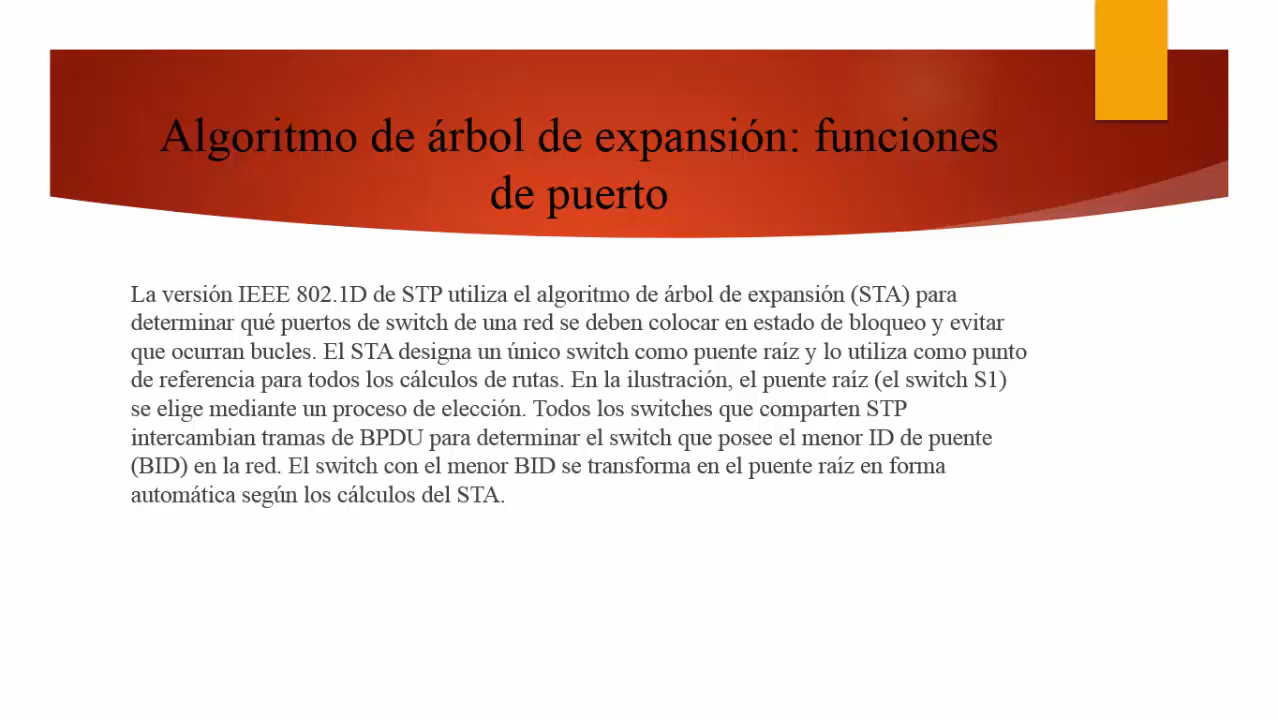 Algoritmo de árbol de expansión: funciones
de puerto
La versión IEEE 802.1D de STP utiliza el algoritmo de árbol de expansión (STA) para
determinar qué puertos de switch de una red se deben colocar en estado de bloqueo y evitar
que ocurran bucles. El STA designa un único switch como puente raíz y lo utiliza como punto
de referencia para todos los cálculos de rutas. En la ilustración, el puente raíz (el switch S1)
se elige mediante un proceso de elección. Todos los switches que comparten STP
intercambian tramas de BPDU para determinar el switch que posee el menor ID de puente
(BID) en la red. El switch con el menor BID se transforma en el puente raíz en forma
automática según los cálculos del STA.